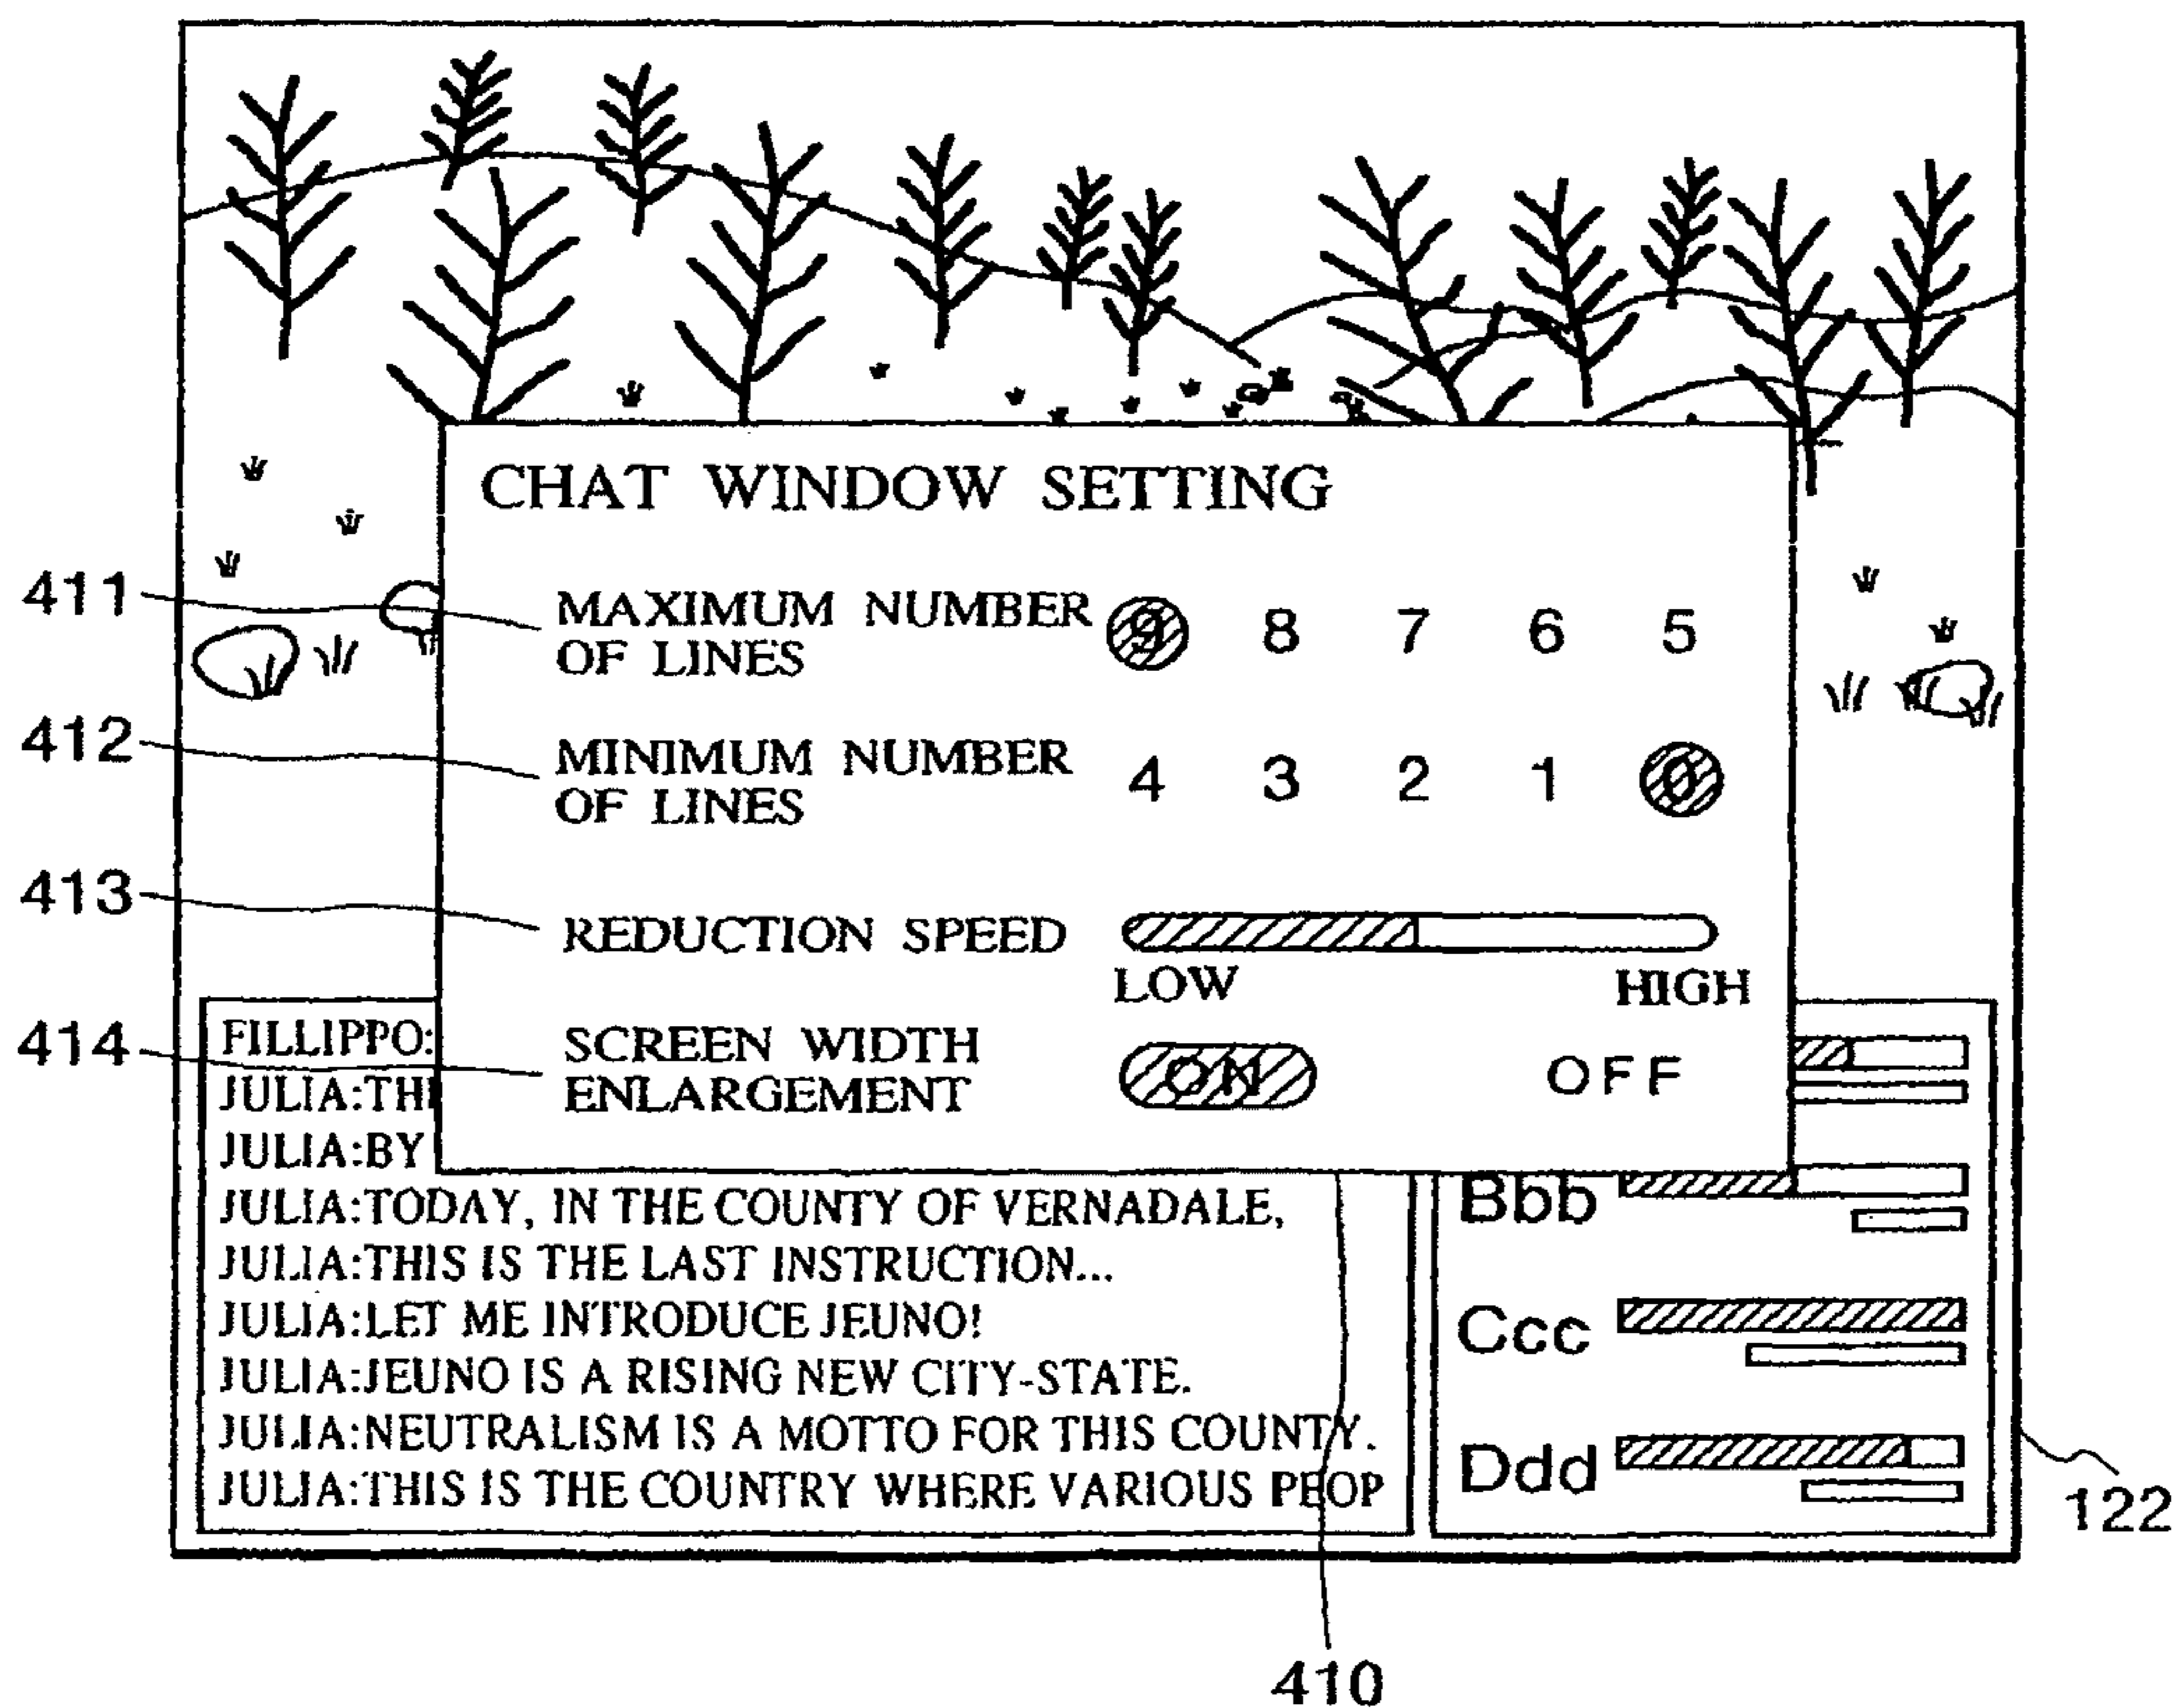 CHAT WINDOW SETTING
411
MAXIMUM NUMBER
OF LINES
9 8 7 6 5
412
MINIMUM NUMBER
OF LINES
4 3 2 1 0
413
REDUCTION SPEED
LOW HIGH
414
SCREEN WIDTH
ENLARGEMENT
ON OFF
FILLIPPO:
JULIA:TH
JULIA:BY
JULIA:TODAY, IN THE COUNTY OF VERNADALE,
JULIA:THIS IS THE LAST INSTRUCTION...
JULIA:LET ME INTRODUCE JEUNO!
JULIA:JEUNO IS A RISING NEW CITY-STATE.
JULIA:NEUTRALISM IS A MOTTO FOR THIS COUNTY.
JULIA:THIS IS THE COUNTRY WHERE VARIOUS PEOP
Bbb
Ccc
Ddd
122
410